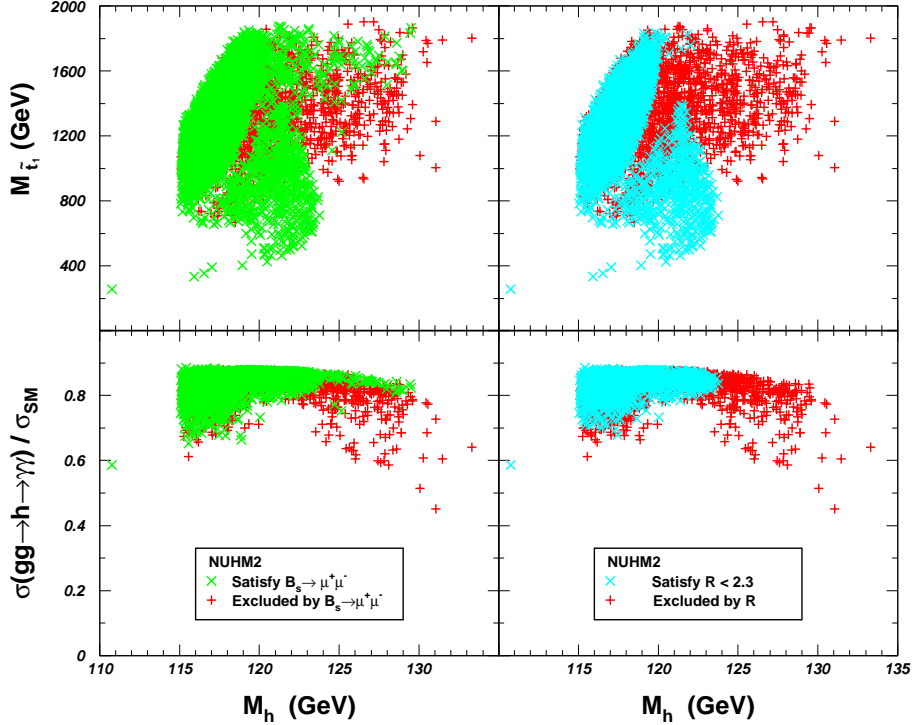 2000
1600
1200
800
400
M t̃₁ (GeV)
0.8
0.6
0.4
0.2
0
σ(gg→h→γγ) / σSM
NUHM2
Satisfy Bs→μ⁺μ⁻
Excluded by Bs→μ⁺μ⁻
NUHM2
Satisfy R < 2.3
Excluded by R
110 115 120 125 130 115 120 125 130 135
Mh (GeV) Mh (GeV)